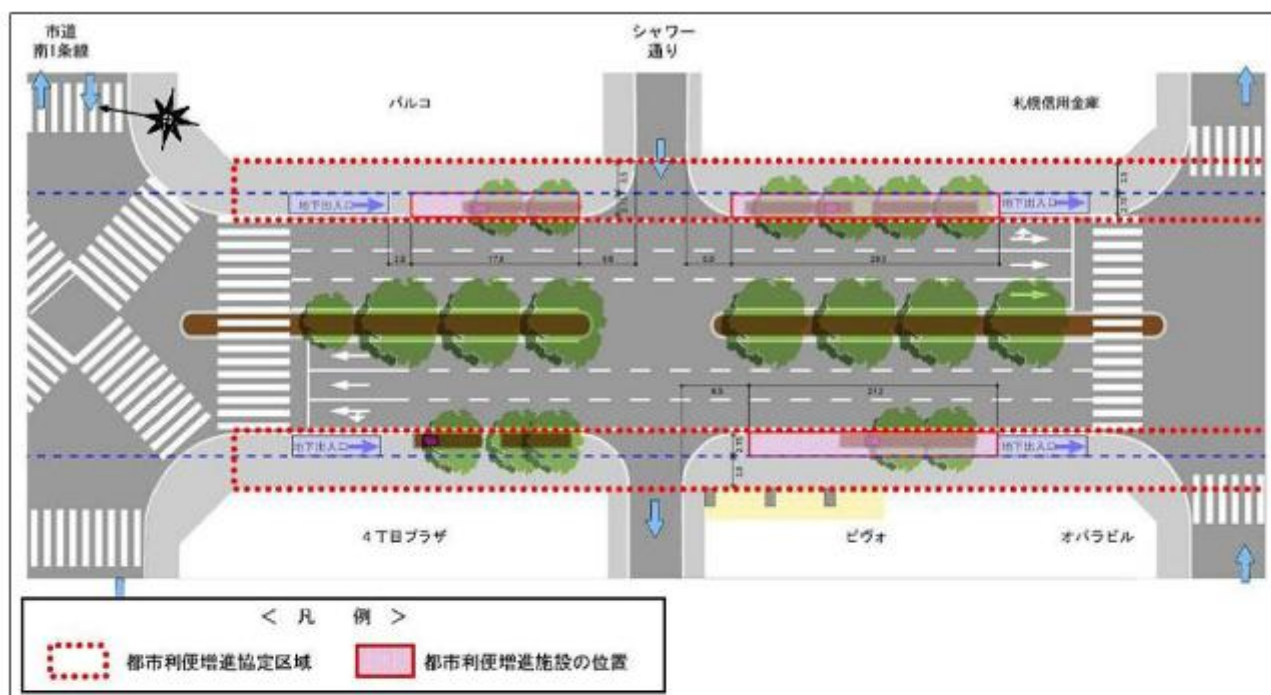 市道
南1条線
シャワー
通り
パルコ
札幌信用金庫
地下出入口
地下出入口
地下出入口
地下出入口
4丁目プラザ
ピヴォ
オバラビル
<凡 例>
都市利便増進協定区域
都市利便増進施設の位置